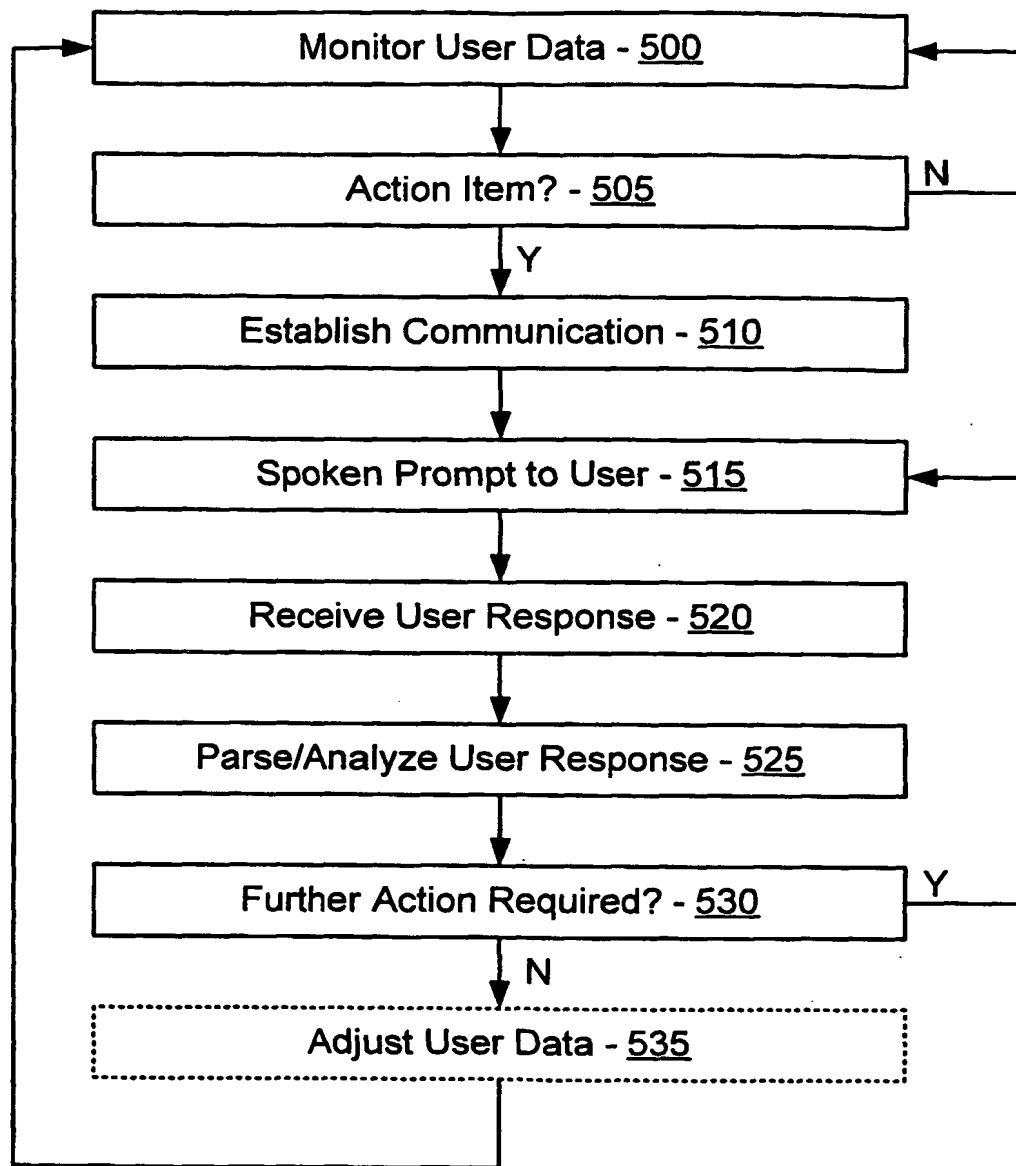 Monitor User Data - 500
Action Item? - 505
N
Y
Establish Communication - 510
Spoken Prompt to User - 515
Receive User Response - 520
Parse/Analyze User Response - 525
Further Action Required? - 530
Y
N
Adjust User Data - 535